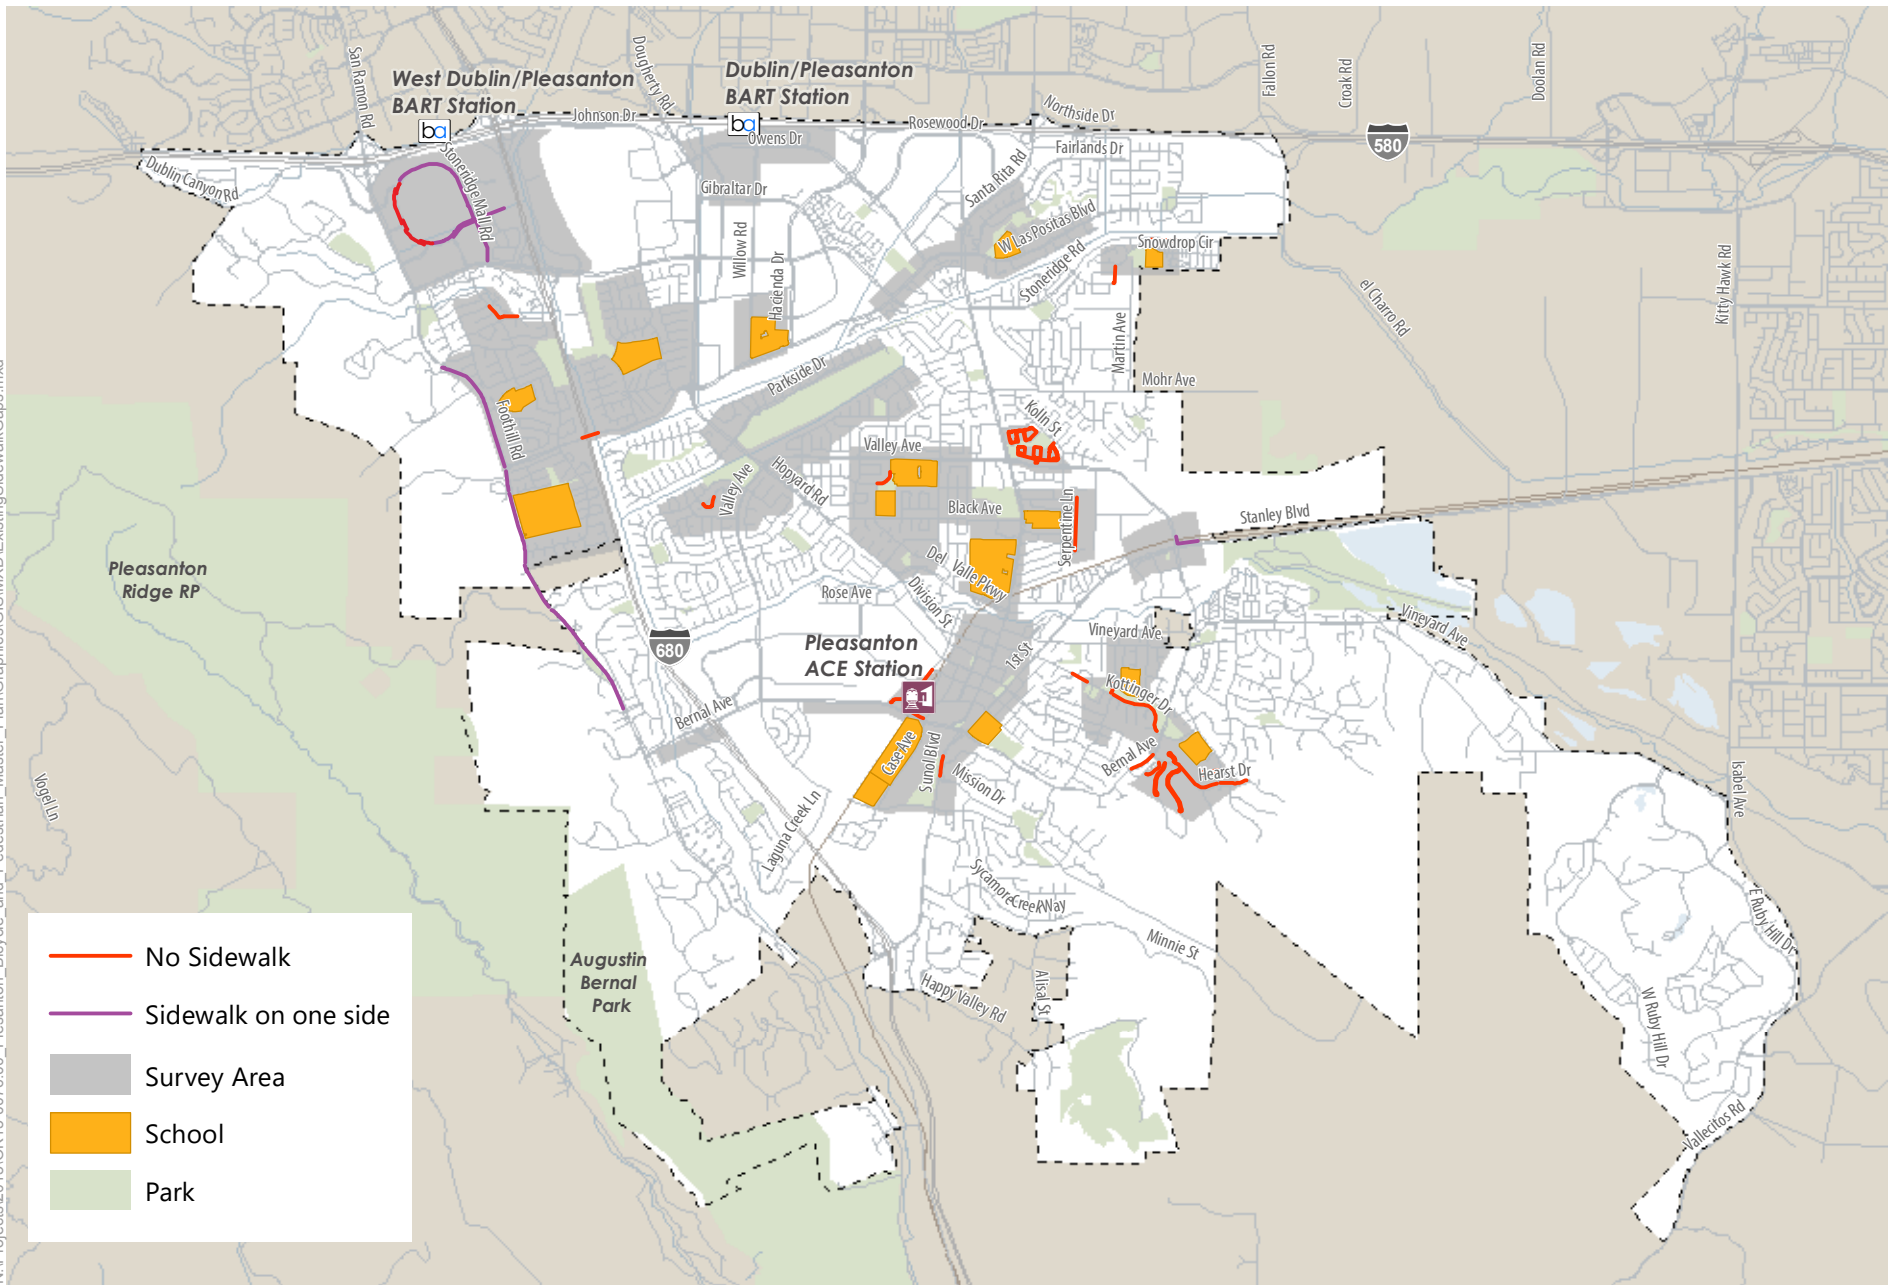 San Ramon Rd
West Dublin/Pleasanton
BART Station
ba
Dougherty Rd
Dublin/Pleasanton
BART Station
ba
Johnson Dr
Owens Dr
Rosewood Dr
Northside Dr
Fallon Rd
Croak Rd
Doolan Rd
580
Dublin Canyon Rd
Stoneridge Mall Rd
Gibraltar Dr
Santa Rita Rd
Fairlands Dr
W Las Positas Blvd
Snowdrop Cir
Stoneridge Rd
Willow Rd
Hacienda Dr
el Charro Rd
Kitty Hawk Rd
Martin Ave
Mohr Ave
Parkside Dr
Foothill Rd
Kolln St
Valley Ave
Hopyard Rd
Valley Ave
Black Ave
Serpentine Ln
Stanley Blvd
Del Valle Pkwy
Division St
Rose Ave
Pleasanton
Ridge RP
680
Pleasanton
ACE Station
1st St
Vineyard Ave
Vineyard Ave
Kottinger Dr
Bernal Ave
Bernal Ave
Hearst Dr
Case Ave
Sunol Blvd
Mission Dr
Laguna Creek Ln
Vogel Ln
Isabel Ave
Sycamore Creek Way
Minnie St
E Ruby Hill Dr
W Ruby Hill Dr
Alisal St
Happy Valley Rd
Vallecitos Rd
Augustin
Bernal
Park
No Sidewalk
Sidewalk on one side
Survey Area
School
Park